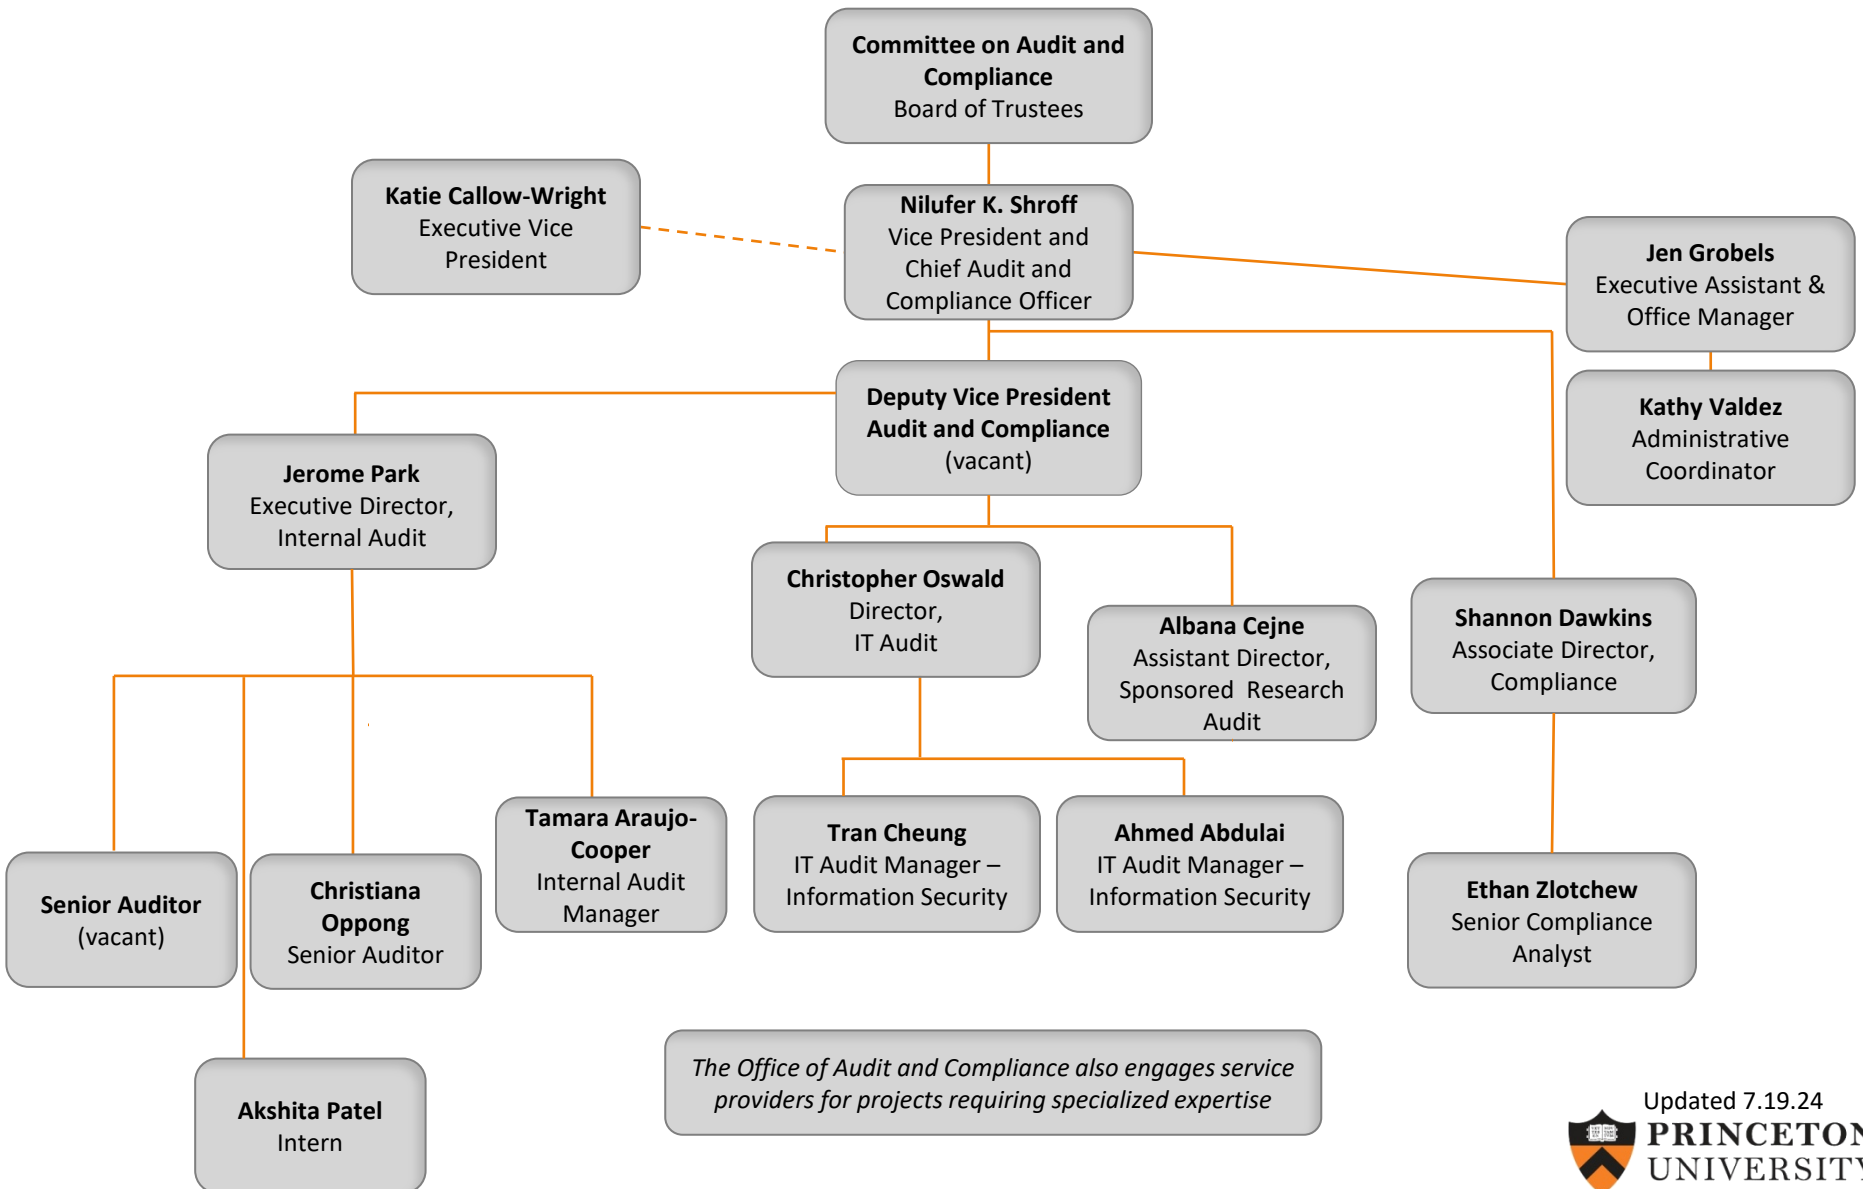 Committee on Audit and
Compliance
Board of Trustees
Katie Callow-Wright
Executive Vice
President
Nilufer K. Shroff
Vice President and
Chief Audit and
Compliance Officer
Jen Grobels
Executive Assistant &
Office Manager
Kathy Valdez
Administrative
Coordinator
Deputy Vice President
Audit and Compliance
(vacant)
Jerome Park
Executive Director,
Internal Audit
Christopher Oswald
Director,
IT Audit
Albana Cejne
Assistant Director,
Sponsored  Research
Audit
Shannon Dawkins
Associate Director,
Compliance
Senior Auditor
(vacant)
Christiana
Oppong
Senior Auditor
Tamara Araujo-
Cooper
Internal Audit
Manager
Tran Cheung
IT Audit Manager –
Information Security
Ahmed Abdulai
IT Audit Manager –
Information Security
Ethan Zlotchew
Senior Compliance
Analyst
Akshita Patel
Intern
The Office of Audit and Compliance also engages service
providers for projects requiring specialized expertise
Updated 7.19.24
PRINCETON
UNIVERSITY